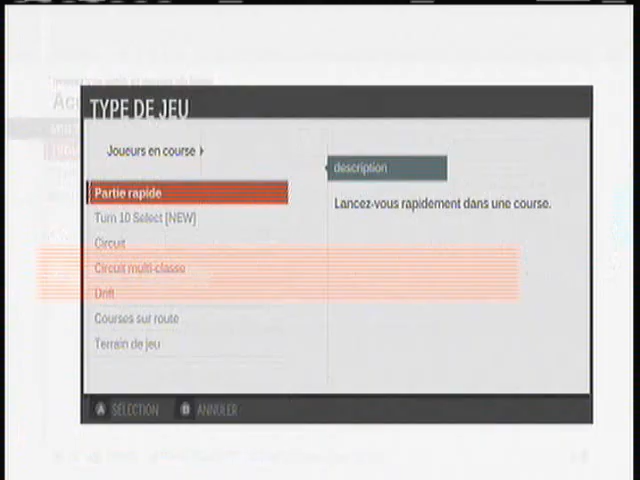 TYPE DE JEU
Joueurs en course
Partie rapide
Turn 10 Select [NEW]
Circuit
Circuit multi-classe
Drift
Courses sur route
Terrain de jeu
description
Lancez-vous rapidement dans une course.
A SÉLECTION B ANNULER